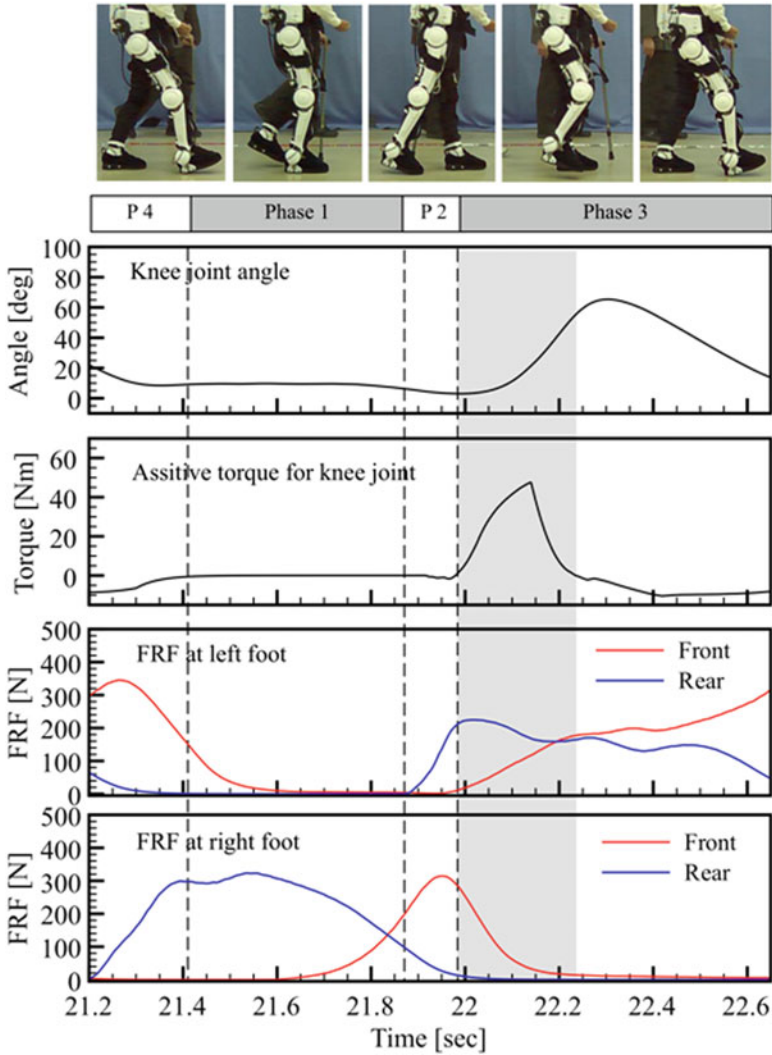 P 4 Phase 1 P 2 Phase 3
100
80
60
40
20
0
Angle [deg]
Knee joint angle
60
40
20
0
Torque [Nm]
Assitive torque for knee joint
500
400
300
200
100
0
FRF [N]
FRF at left foot
Front
Rear
500
400
300
200
100
0
FRF [N]
FRF at right foot
Front
Rear
21.2 21.4 21.6 21.8 22 22.2 22.4 22.6
Time [sec]